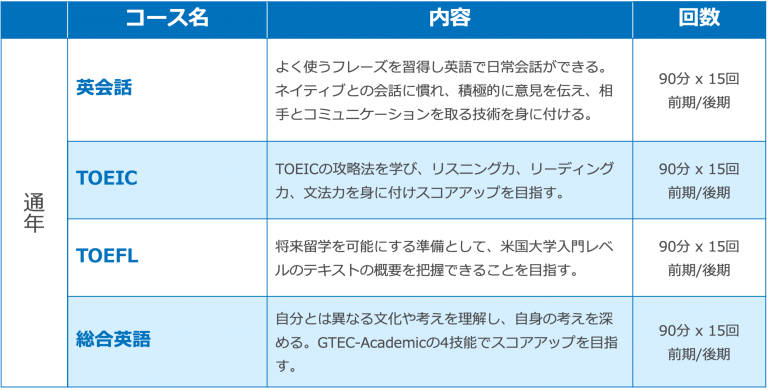 コース名 内容 回数
通年
英会話
よく使うフレーズを習得し英語で日常会話ができる。
ネイティブとの会話に慣れ、積極的に意見を伝え、相
手とコミュニケーションを取る技術を身に付ける。
90分 x 15回
前期/後期
TOEIC
TOEICの攻略法を学び、リスニング力、リーディング
力、文法力を身に付けスコアアップを目指す。
90分 x 15回
前期/後期
TOEFL
将来留学を可能にする準備として、米国大学入門レベ
ルのテキストの概要を把握できることを目指す。
90分 x 15回
前期/後期
総合英語
自分とは異なる文化や考えを理解し、自身の考えを深
める。GTEC-Academicの4技能でスコアアップを目指
す。
90分 x 15回
前期/後期